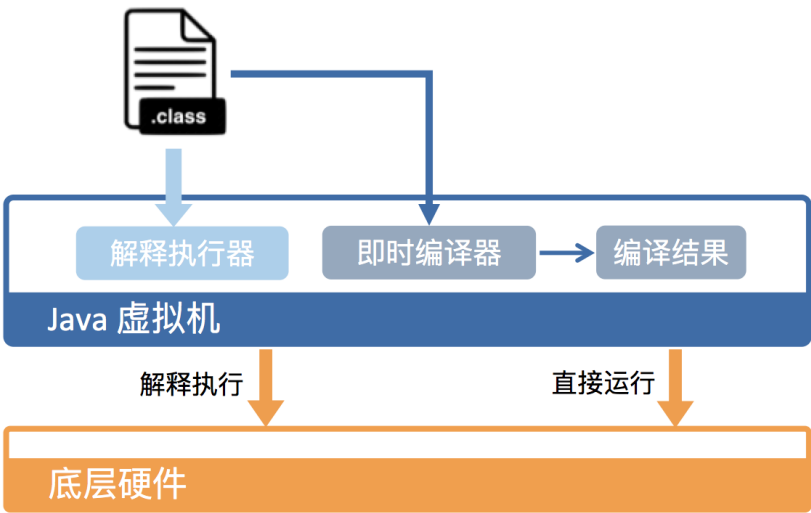 .class
解释执行器
即时编译器
编译结果
Java 虚拟机
解释执行
直接运行
底层硬件